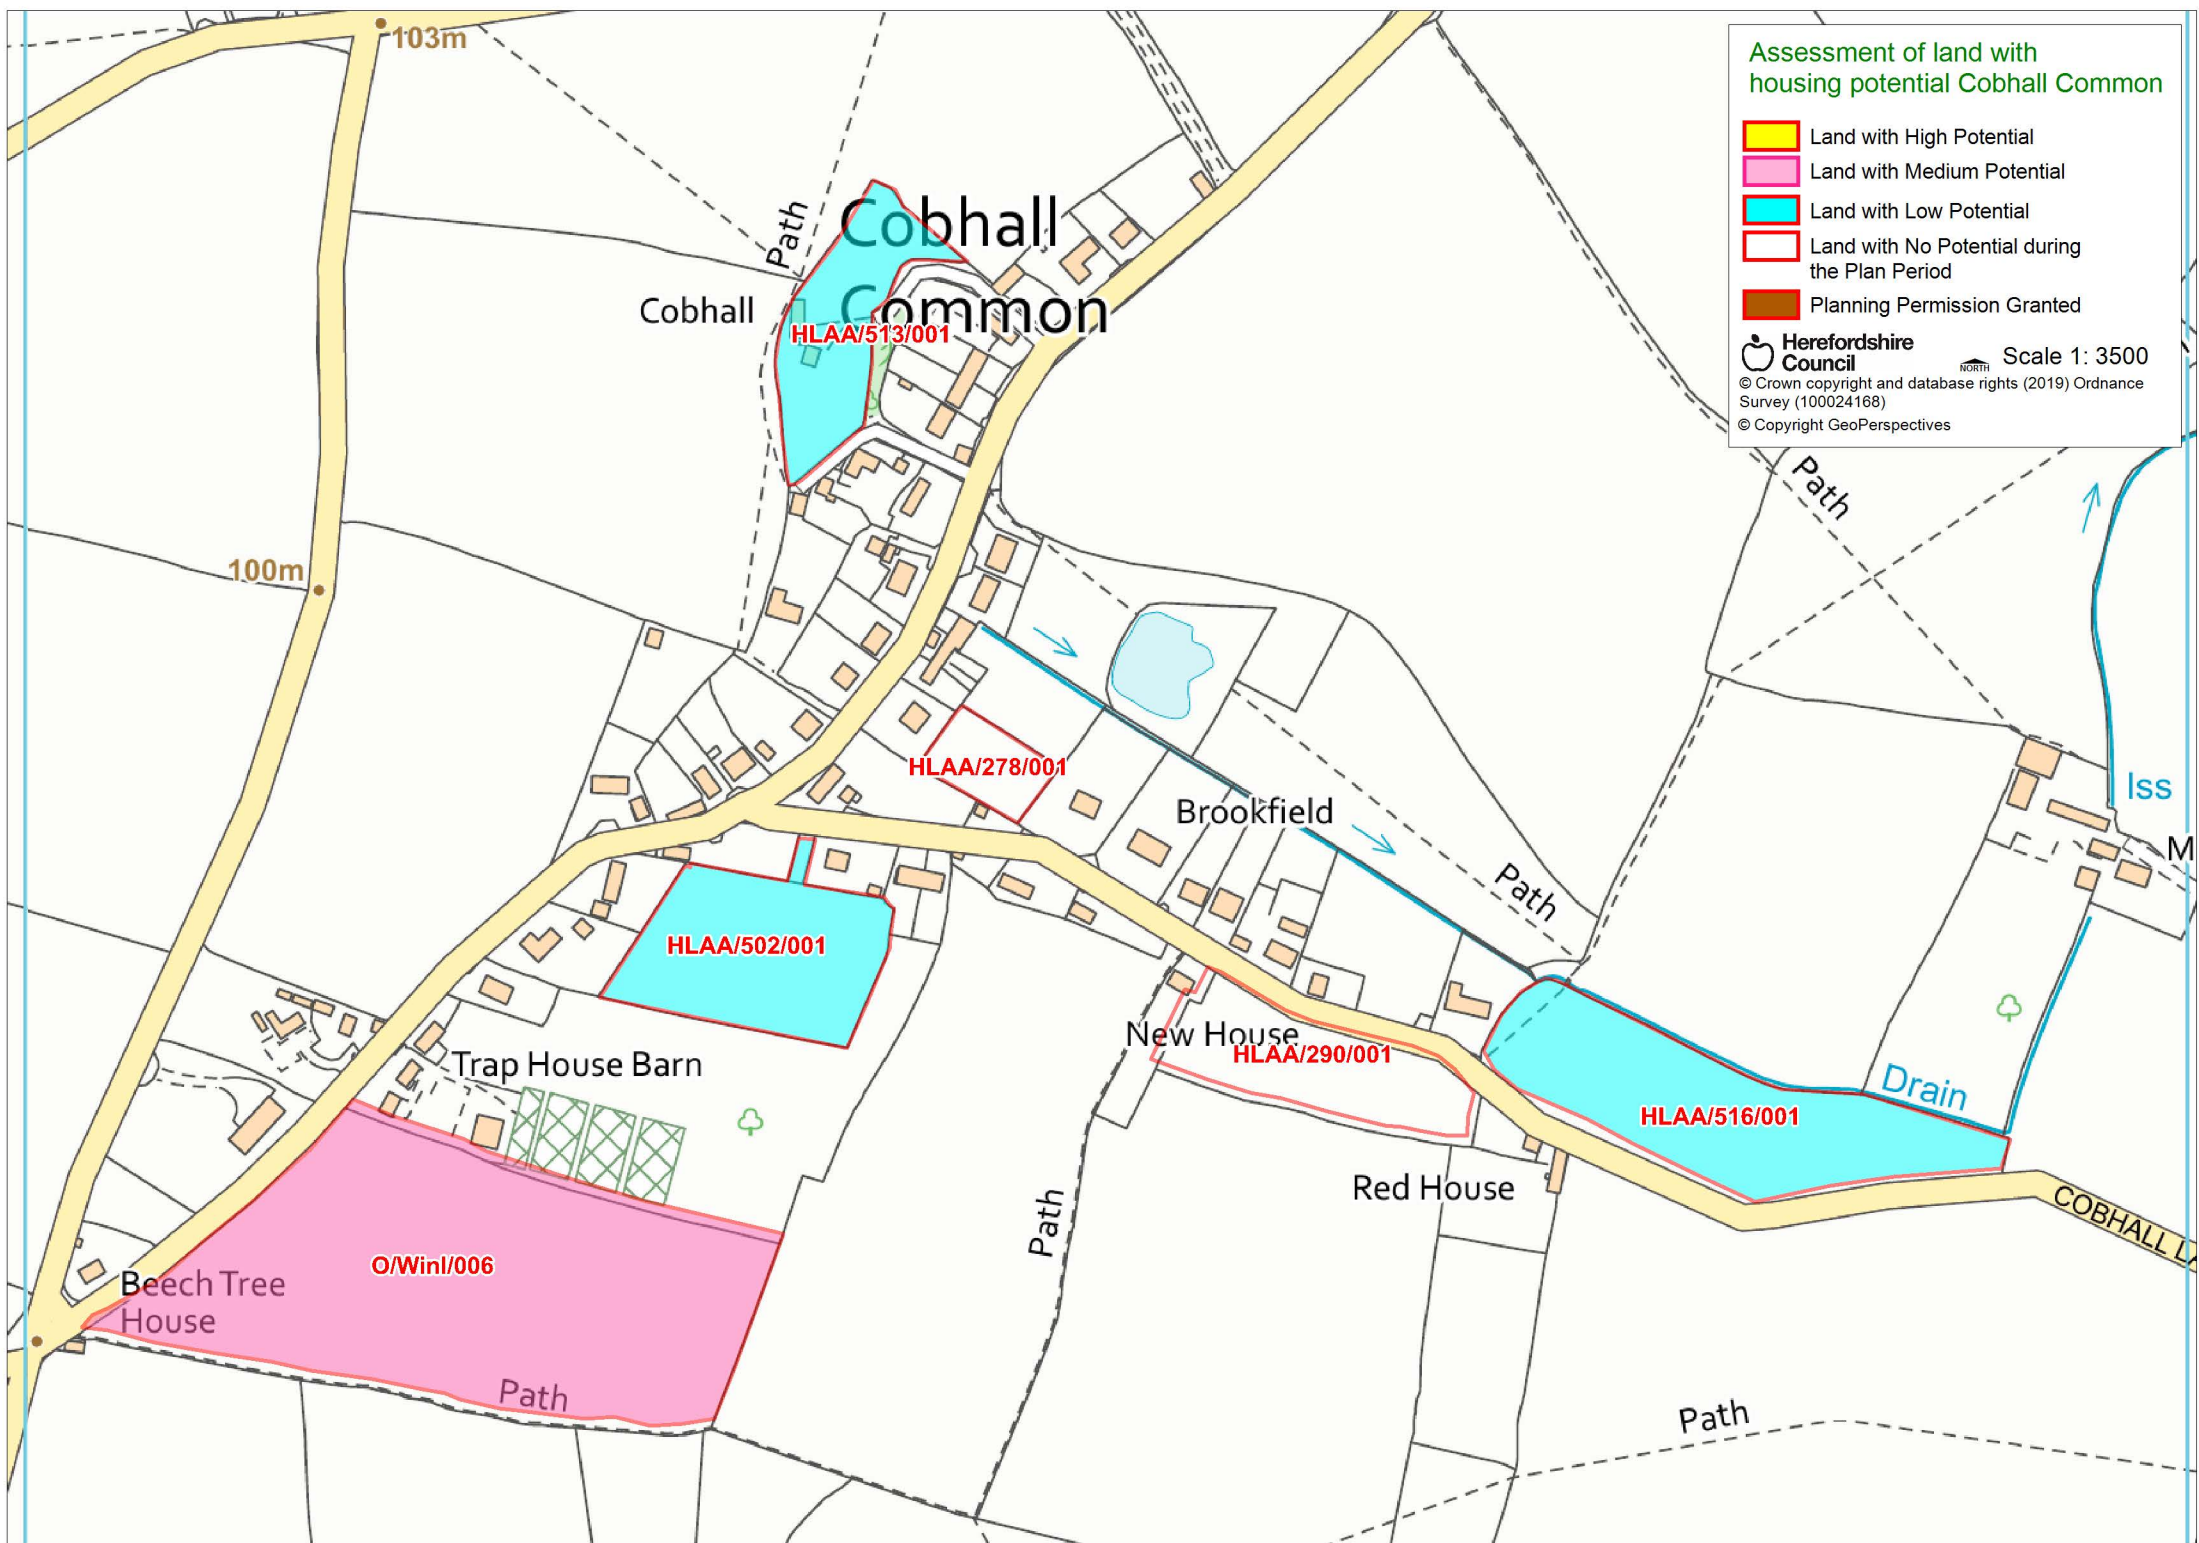 103m
Assessment of land with
housing potential Cobhall Common
Land with High Potential
Land with Medium Potential
Land with Low Potential
Land with No Potential during
the Plan Period
Planning Permission Granted
Herefordshire
Council
NORTH
Scale 1: 3500
© Crown copyright and database rights (2019) Ordnance
Survey (100024168)
© Copyright GeoPerspectives
Path
Cobhall
Common
Cobhall
HLAA/513/001
Path
100m
HLAA/278/001
Brookfield
Iss
M
Path
HLAA/502/001
New House
HLAA/290/001
Trap House Barn
Drain
HLAA/516/001
Red House
Path
COBHALL LA
O/Winl/006
Beech Tree
House
Path
Path